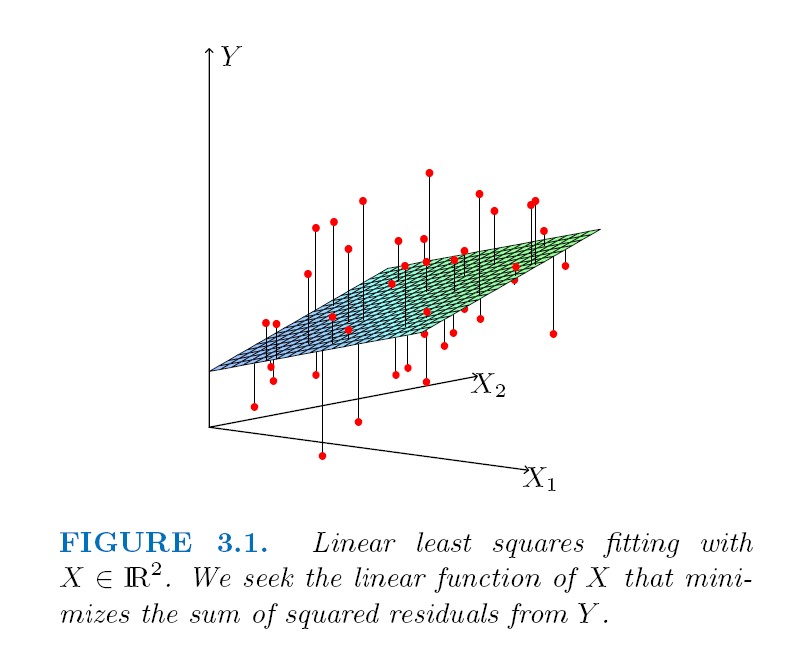 Y
X₂
X₁
FIGURE 3.1. Linear least squares fitting with
X ∈ ℝ². We seek the linear function of X that mini-
mizes the sum of squared residuals from Y.